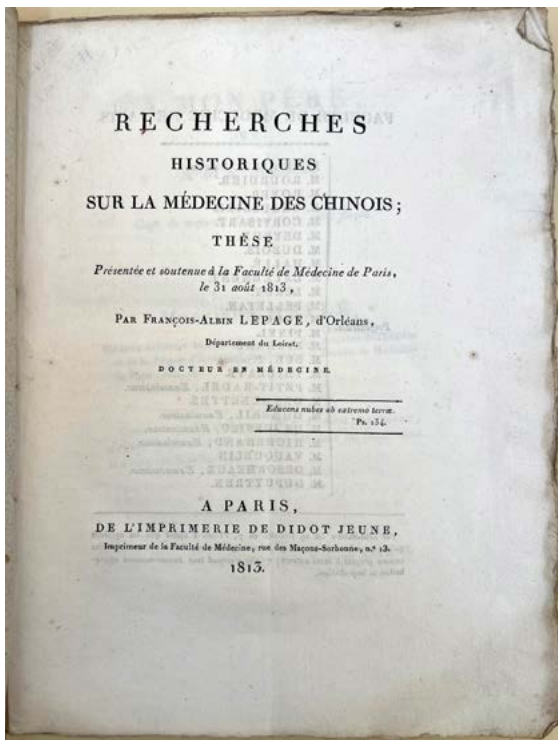 RECHERCHES
HISTORIQUES
SUR LA MÉDECINE DES CHINOIS;
THÈSE
Présentée et soutenue à la Faculté de Médecine de Paris,
le 31 août 1813,
PAR FRANÇOIS-ALBIN LEPAGE, d'Orléans,
Département du Loiret.
DOCTEUR EN MÉDECINE.
Educens nubes ab extremo terræ.
Ps. 134.
A PARIS,
DE L'IMPRIMERIE DE DIDOT JEUNE,
Imprimeur de la Faculté de Médecine, rue des Maçons-Sorbonne, n.º 13.
1813.